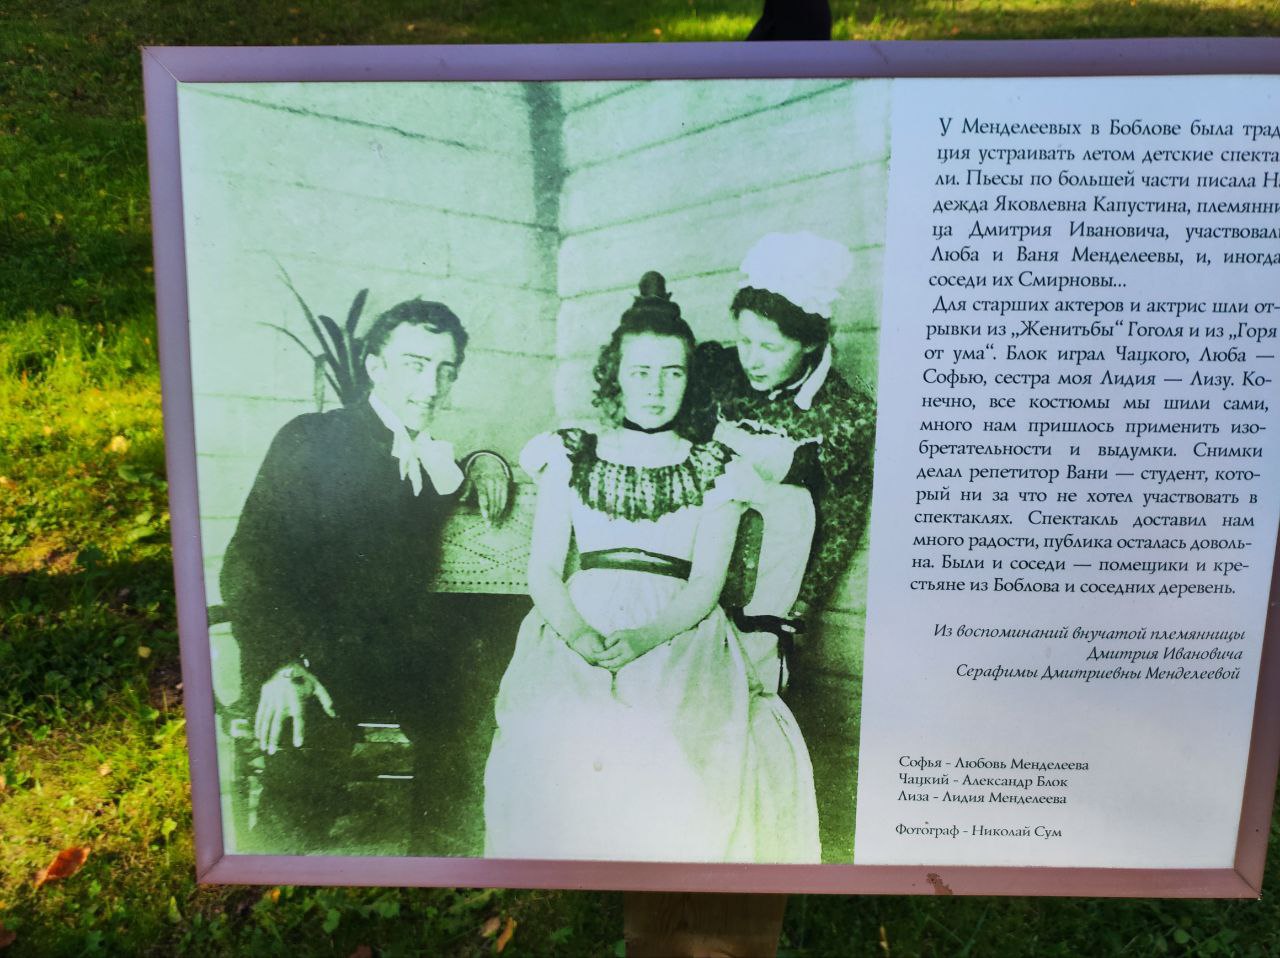 У Менделеевых в Боблове была трад
ция устраивать летом детские спекта
ли. Пьесы по большей части писала На
дежда Яковлевна Капустина, племянни
ца Дмитрия Ивановича, участвовали
Люба и Ваня Менделеевы, и, иногда
соседи их Смирновы...
Для старших актеров и актрис шли от-
рывки из „Женитьбы“ Гоголя и из „Горя
от ума“. Блок играл Чацкого, Люба —
Софью, сестра моя Лидия — Лизу. Ко-
нечно, все костюмы мы шили сами,
много нам пришлось применить изо-
бретательности и выдумки. Снимки
делал репетитор Вани — студент, кото-
рый ни за что не хотел участвовать в
спектаклях. Спектакль доставил нам
много радости, публика осталась доволь-
на. Были и соседи — помещики и кре-
стьяне из Боблова и соседних деревень.
Из воспоминаний внучатой племянницы
Дмитрия Ивановича
Серафимы Дмитриевны Менделеевой
Софья - Любовь Менделеева
Чацкий - Александр Блок
Лиза - Лидия Менделеева
Фотограф - Николай Сум